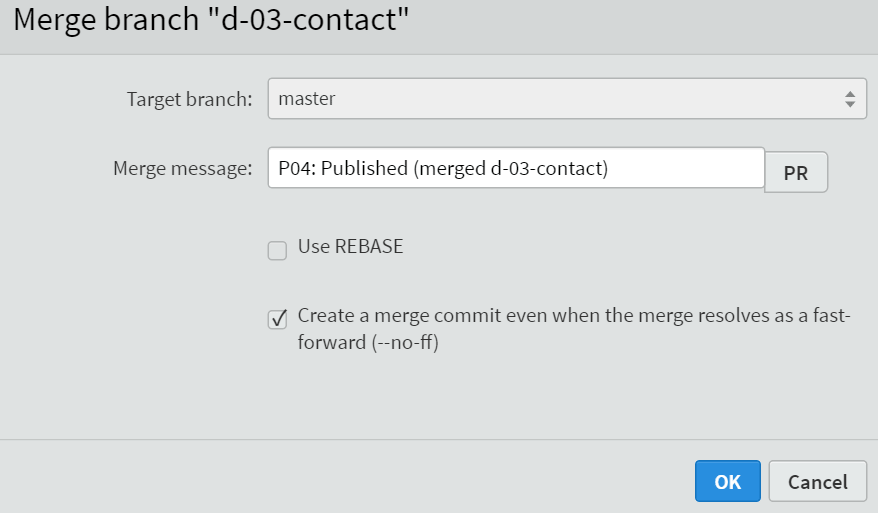 Merge branch "d-03-contact"
Target branch: master
Merge message: P04: Published (merged d-03-contact) PR
Use REBASE
Create a merge commit even when the merge resolves as a fast-
forward (--no-ff)
OK Cancel